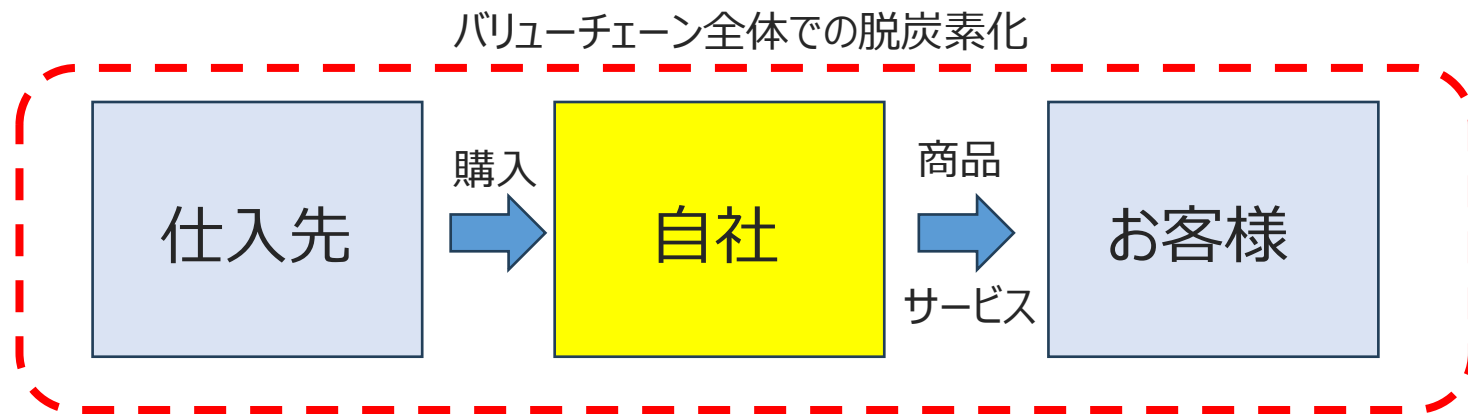 バリューチェーン全体での脱炭素化
仕入先
購入
自社
商品
サービス
お客様